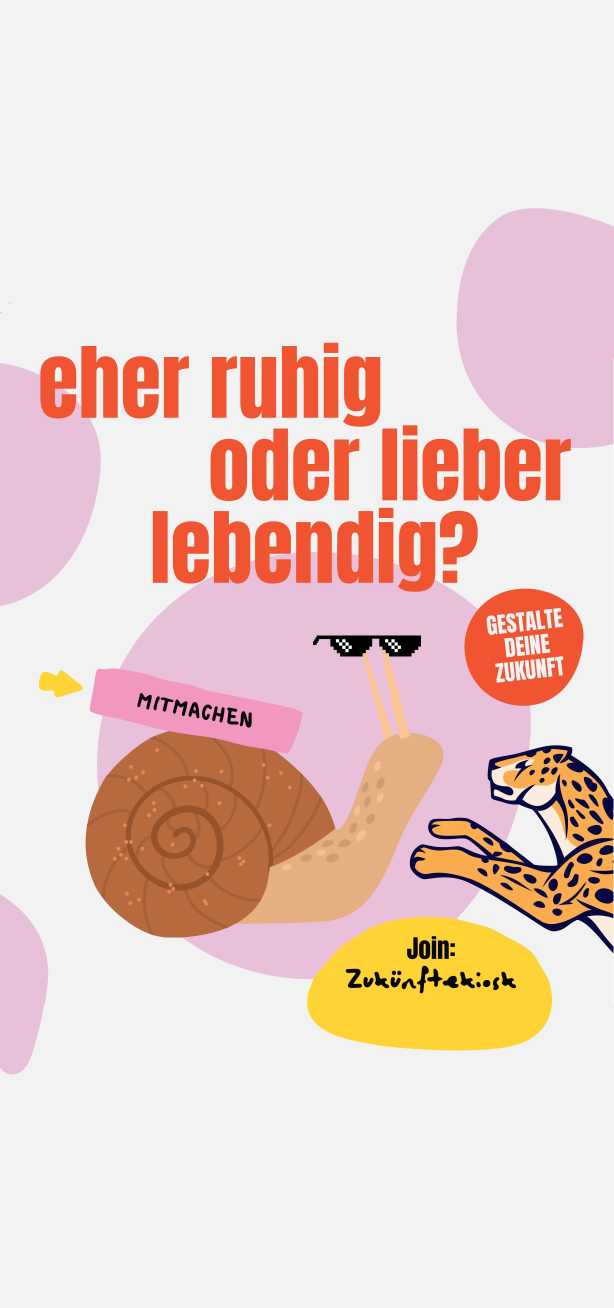 eher ruhig
oder lieber
lebendig?
GESTALTE
DEINE
ZUKUNFT
MITMACHEN
Join:
Zukünftekiosk